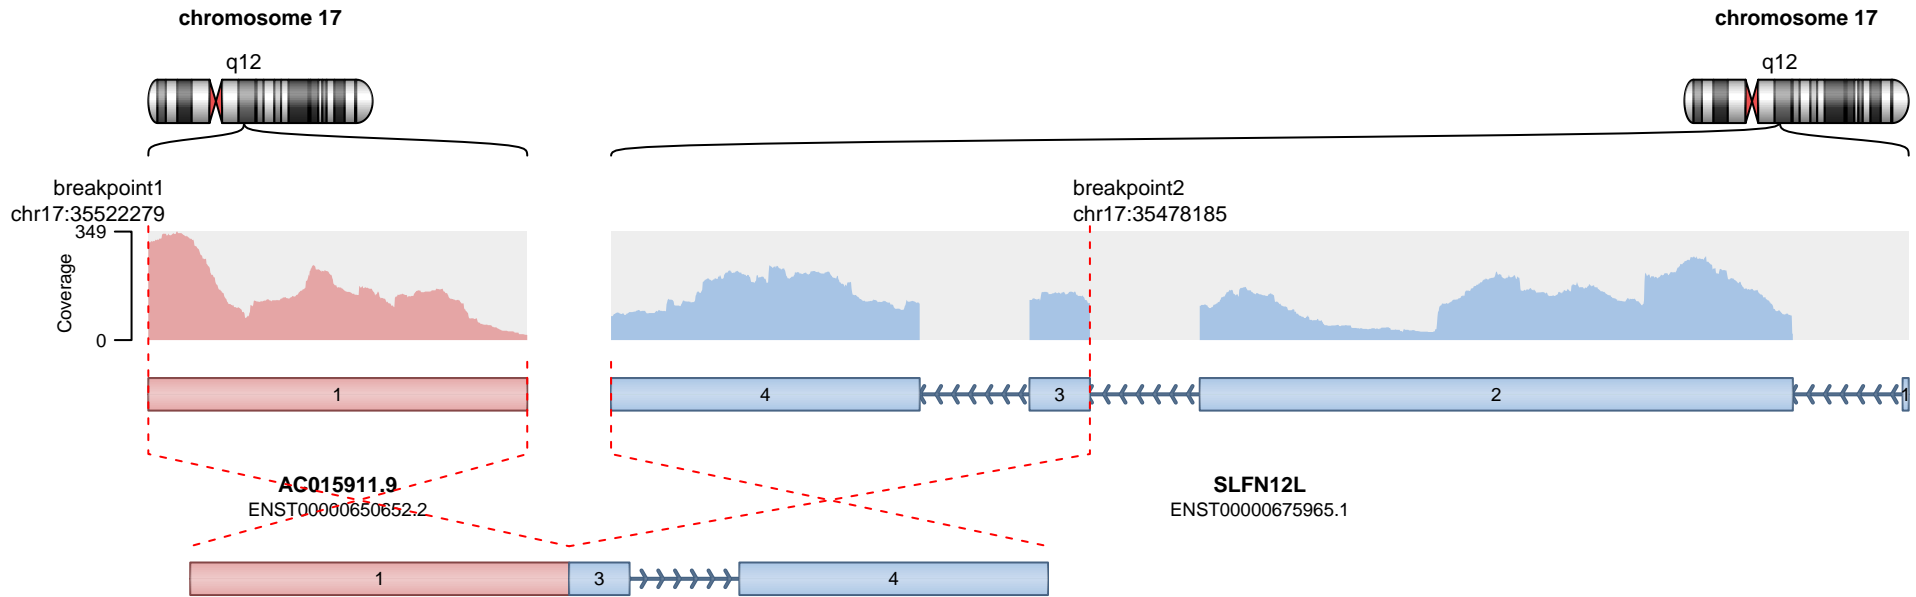 chromosome 17
chromosome 17
q12
q12
breakpoint1
chr17:35522279
breakpoint2
chr17:35478185
349
Coverage
0
1
4
3
2
1
AC015911.9
ENST00000650652.2
SLFN12L
ENST00000675965.1
1
3
4